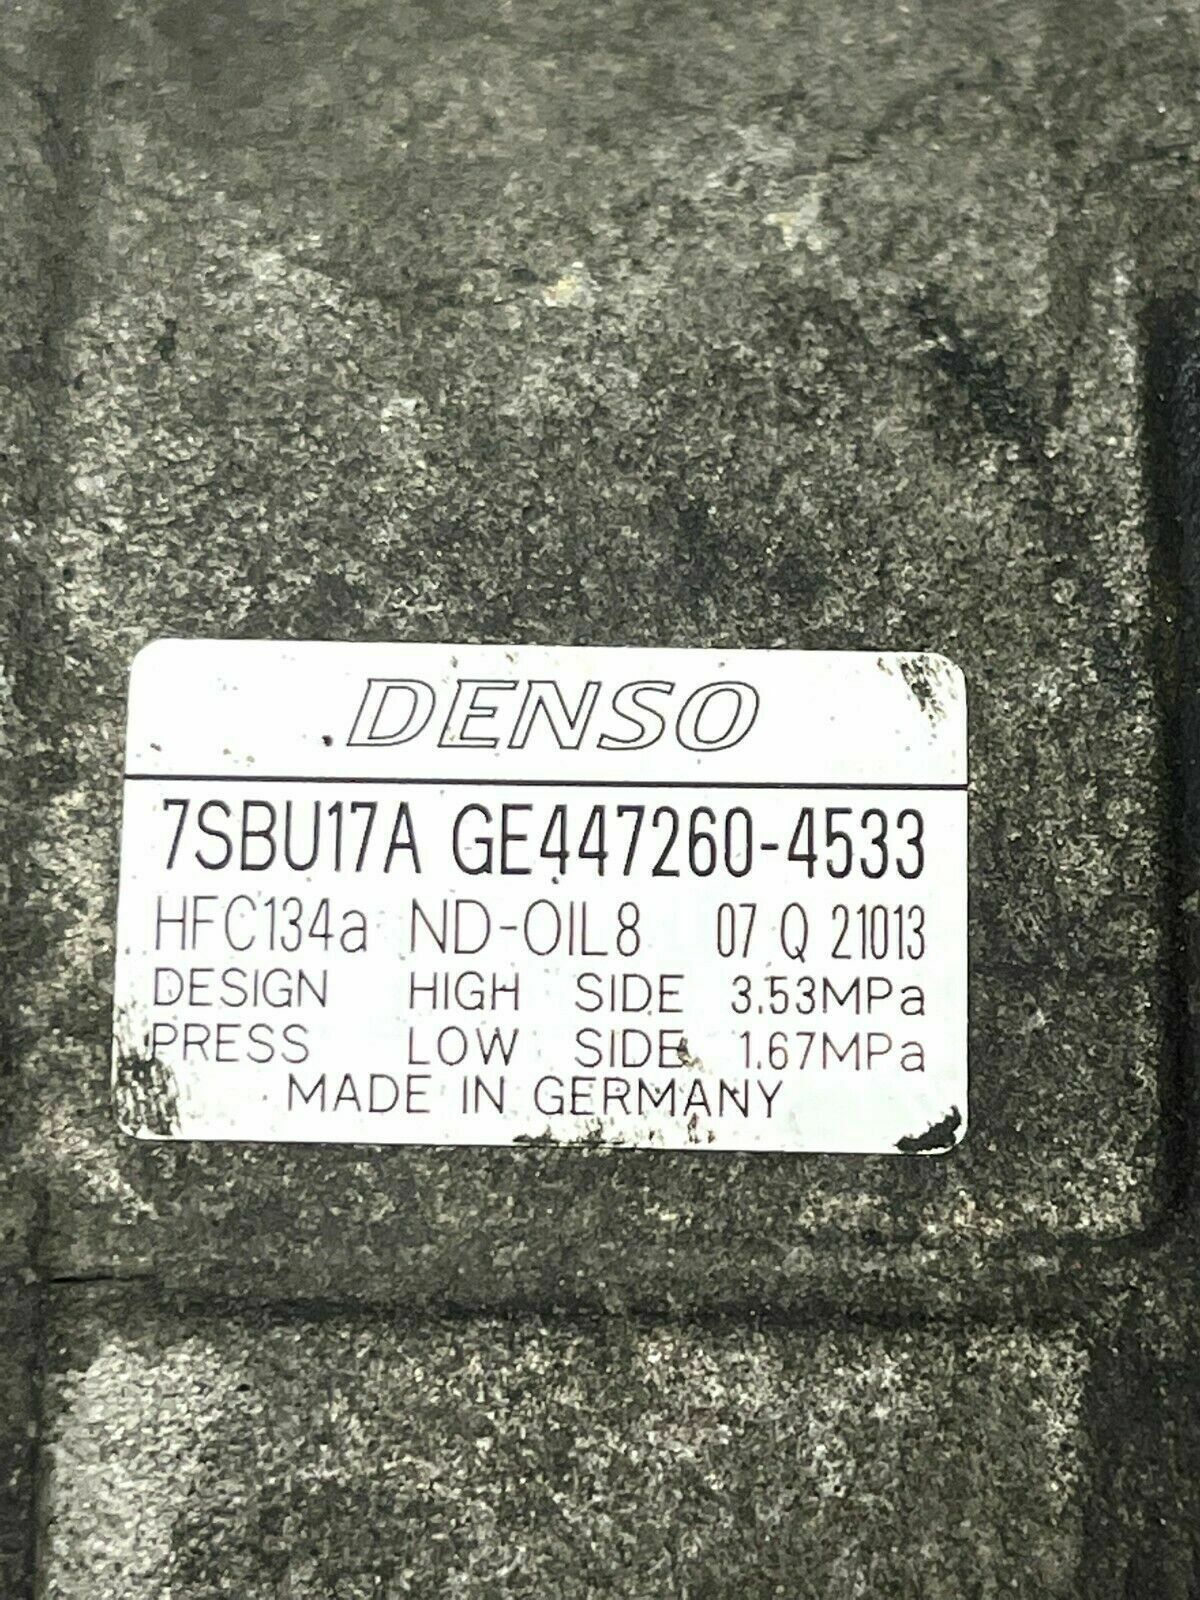 DENSO
7SBU17A GE447260-4533
HFC134a ND-OIL8 07 Q 21013
DESIGN HIGH SIDE 3.53MPa
PRESS LOW SIDE 1.67MPa
MADE IN GERMANY